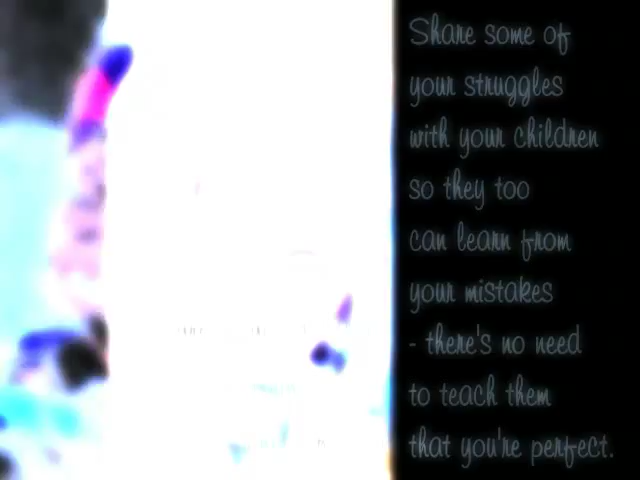 Share some of
your struggles
with your children
so they too
can learn from
your mistakes
- there's no need
to teach them
that you're perfect.